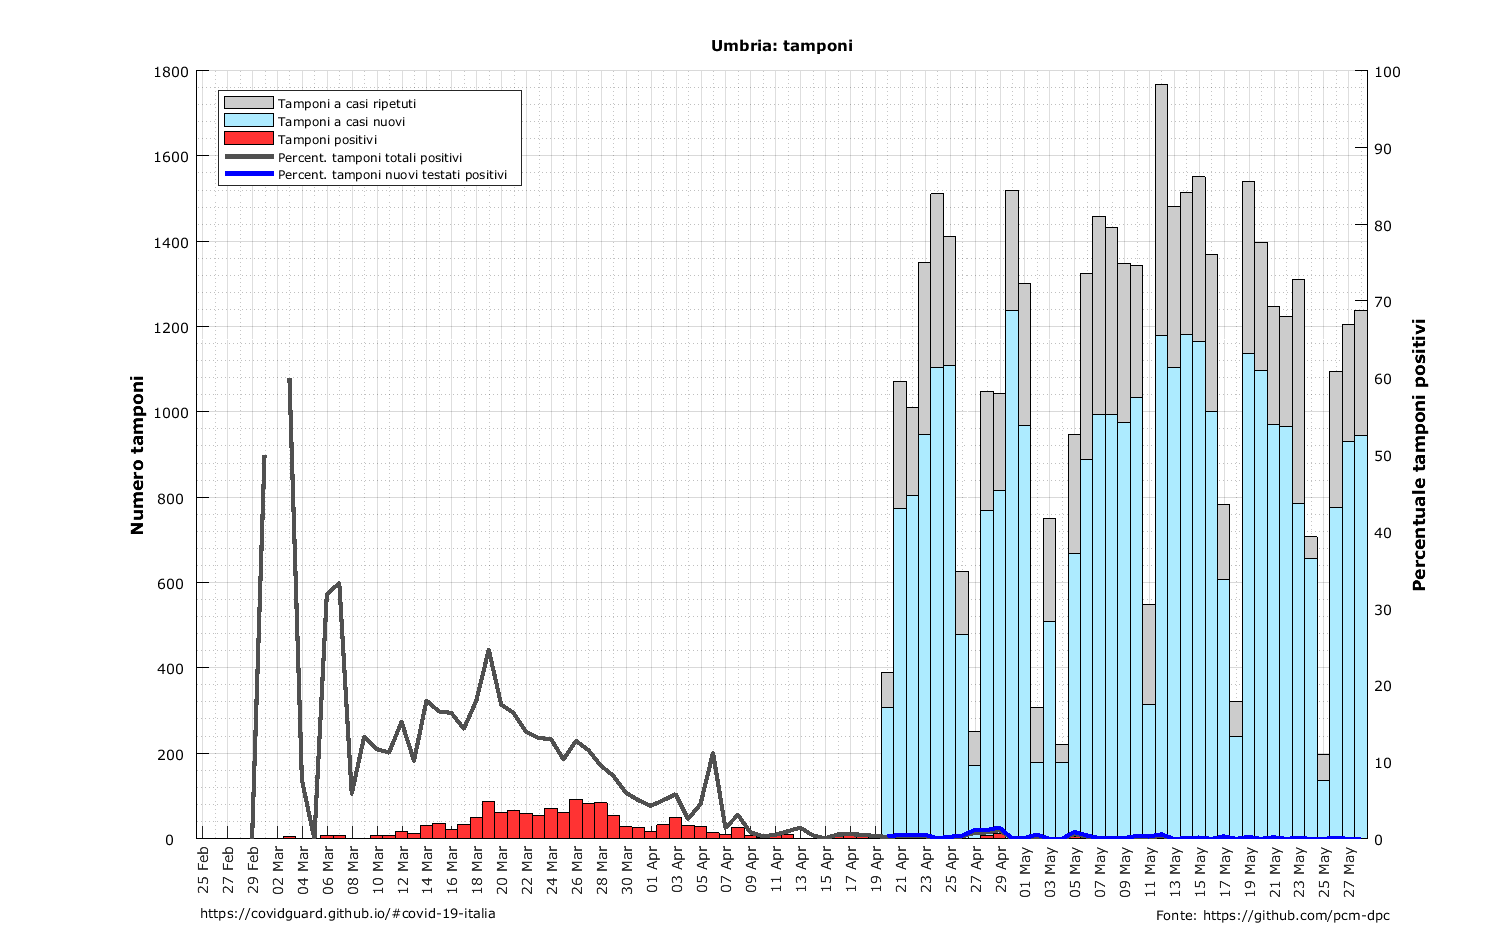 Umbria: tamponi
1800
1600
1400
1200
1000
800
600
400
200
0
Numero tamponi
Tamponi a casi ripetuti
Tamponi a casi nuovi
Tamponi positivi
Percent. tamponi totali positivi
Percent. tamponi nuovi testati positivi
100
90
80
70
60
50
40
30
20
10
0
Percentuale tamponi positivi
25 Feb
27 Feb
29 Feb
02 Mar
04 Mar
06 Mar
08 Mar
10 Mar
12 Mar
14 Mar
16 Mar
18 Mar
20 Mar
22 Mar
24 Mar
26 Mar
28 Mar
30 Mar
01 Apr
03 Apr
05 Apr
07 Apr
09 Apr
11 Apr
13 Apr
15 Apr
17 Apr
19 Apr
21 Apr
23 Apr
25 Apr
27 Apr
29 Apr
01 May
03 May
05 May
07 May
09 May
11 May
13 May
15 May
17 May
19 May
21 May
23 May
25 May
27 May
https://covidguard.github.io/#covid-19-italia
Fonte: https://github.com/pcm-dpc